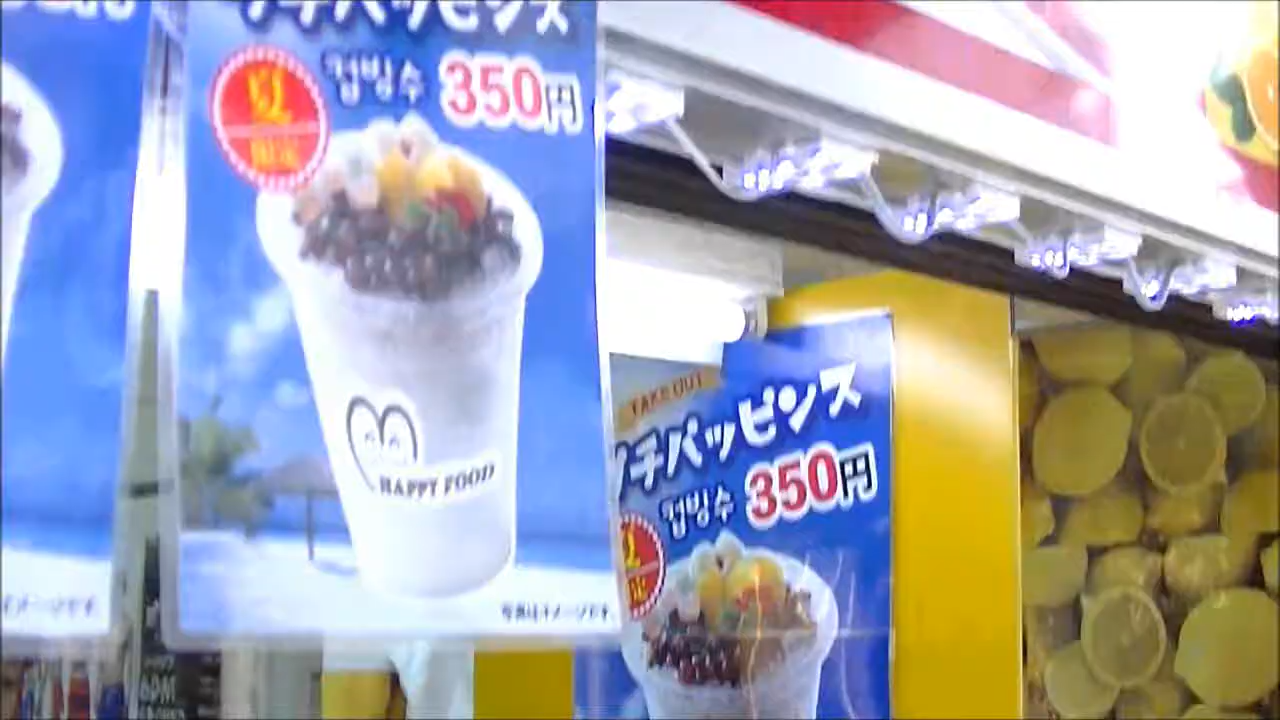 プチパッピンス
컵빙수 350円
夏
限定
HAPPY FOOD
写真はイメージです
TAKE OUT
プチパッピンス
컵빙수 350円